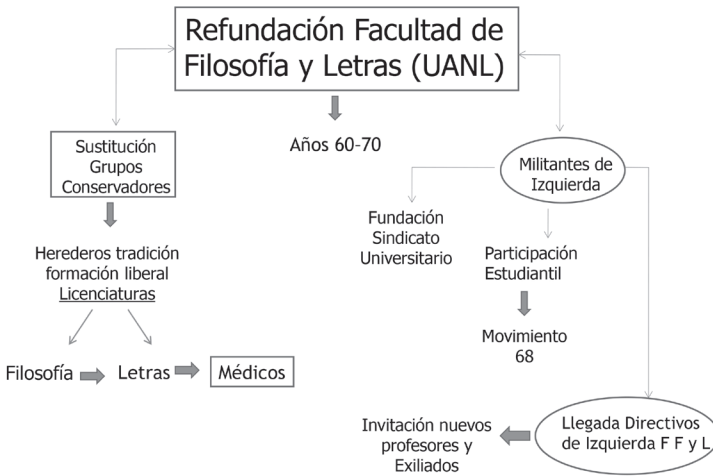 Refundación Facultad de
Filosofía y Letras (UANL)
Años 60-70
Sustitución
Grupos
Conservadores
Herederos tradición
formación liberal
Licenciaturas
Filosofía
Letras
Médicos
Militantes de
Izquierda
Fundación
Sindicato
Universitario
Participación
Estudiantil
Movimiento
68
Llegada Directivos
de Izquierda F F y L
Invitación nuevos
profesores y
Exiliados